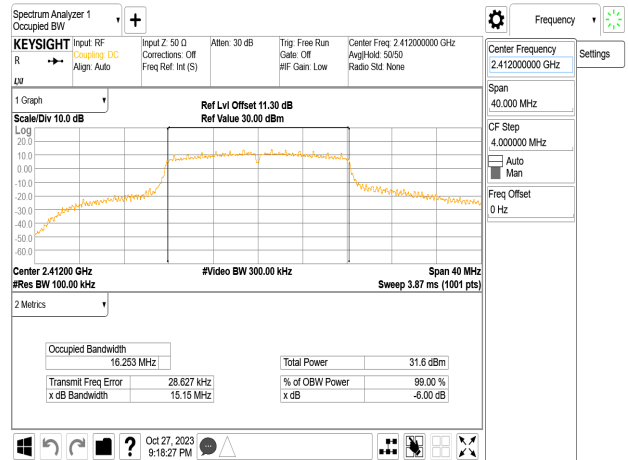 Spectrum Analyzer 1
Occupied BW
KEYSIGHT
R
Input: RF
Coupling: DC
Align: Auto
Input Z: 50 Ω
Corrections: Off
Freq Ref: Int (S)
Atten: 30 dB
Trig: Free Run
Gate: Off
#IF Gain: Low
Center Freq: 2.412000000 GHz
Avg|Hold: 50/50
Radio Std: None
1 Graph
Scale/Div 10.0 dB
Ref Lvl Offset 11.30 dB
Ref Value 30.00 dBm
Log
20.0
10.0
0.00
-10.0
-20.0
-30.0
-40.0
-50.0
-60.0
Center 2.41200 GHz
#Video BW 300.00 kHz
Span 40 MHz
#Res BW 100.00 kHz
Sweep 3.87 ms (1001 pts)
2 Metrics
Occupied Bandwidth
16.253 MHz
Total Power 31.6 dBm
Transmit Freq Error 28.627 kHz
% of OBW Power 99.00 %
x dB Bandwidth 15.15 MHz
x dB -6.00 dB
Oct 27, 2023
9:18:27 PM
?
Frequency
Settings
Center Frequency
2.412000000 GHz
Span
40.000 MHz
CF Step
4.000000 MHz
Auto
Man
Freq Offset
0 Hz